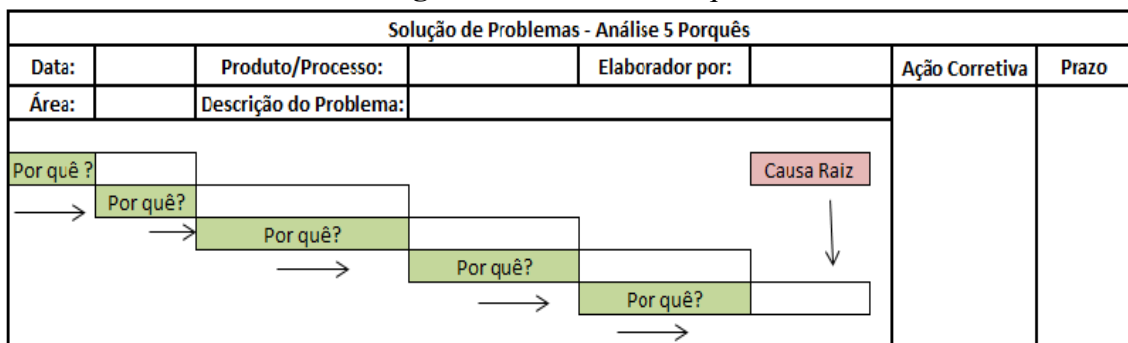 Solução de Problemas - Análise 5 Porquês
Data: Produto/Processo: Elaborador por: Ação Corretiva Prazo
Área: Descrição do Problema:
Por quê ? Causa Raiz
Por quê?
Por quê?
Por quê?
Por quê?